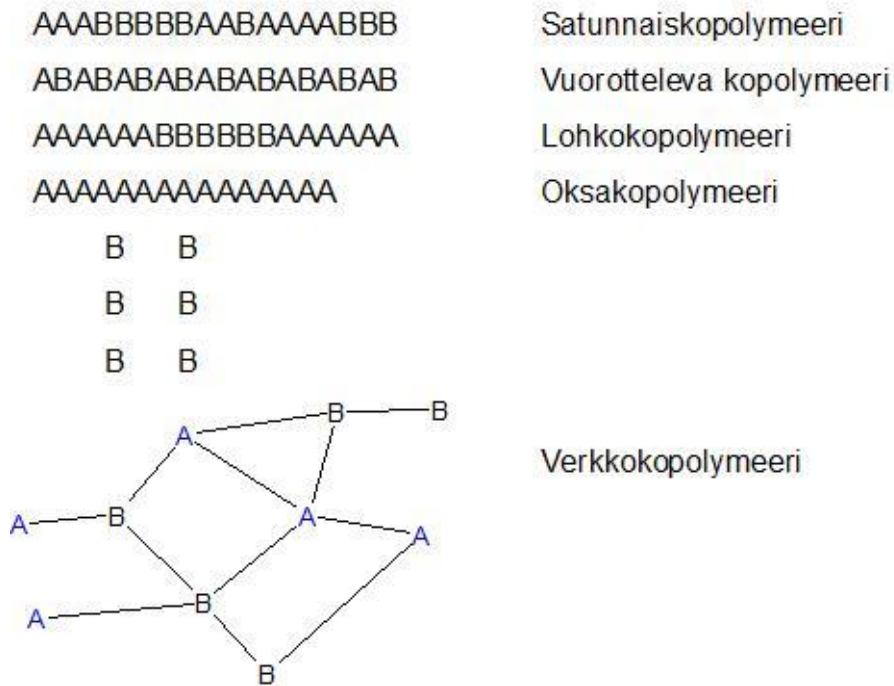 AAABBBBBAABAAAABBB Satunnaiskopolymeeri
ABABABABABABABABAB Vuorotteleva kopolymeeri
AAAAAABBBBBBAAAAAA Lohkokopolymeeri
AAAAAAAAAAAAAAA Oksakopolymeeri
B B
B B
B B
A B B
Verkkokopolymeeri
A B A A
A B
B